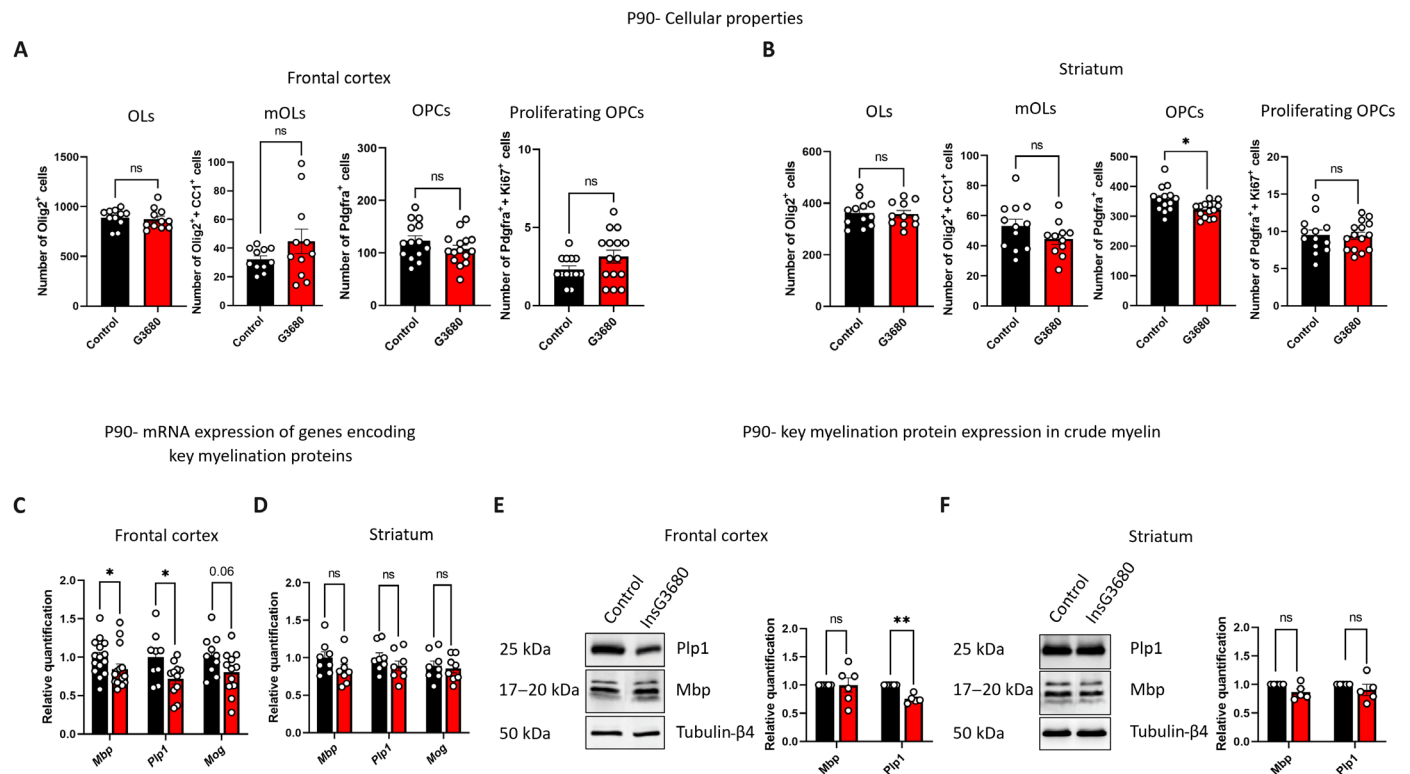 P90- Cellular properties
A
Frontal cortex
OLs
Number of Olig2+ cells
1500
1000
500
0
ns
Control
G3680
mOLs
Number of Olig2+ + CC1+ cells
100
80
60
40
20
0
ns
Control
G3680
OPCs
Number of Pdgfra+ cells
300
200
100
0
ns
Control
G3680
Proliferating OPCs
Number of Pdgfra+ + Ki67+ cells
10
8
6
4
2
0
ns
Control
G3680
B
Striatum
OLs
Number of Olig2+ cells
600
400
200
0
ns
Control
G3680
mOLs
Number of Olig2+ + CC1+ cells
100
80
60
40
20
0
ns
Control
G3680
OPCs
Number of Pdgfra+ cells
500
400
300
200
100
0
*
Control
G3680
Proliferating OPCs
Number of Pdgfra+ + Ki67+ cells
20
15
10
5
0
ns
Control
G3680
P90- mRNA expression of genes encoding
key myelination proteins
C
Frontal cortex
Relative quantification
2.0
1.5
1.0
0.5
0.0
*
*
0.06
Mbp
Plp1
Mog
D
Striatum
Relative quantification
2.0
1.5
1.0
0.5
0.0
ns
ns
ns
Mbp
Plp1
Mog
P90- key myelination protein expression in crude myelin
E
Frontal cortex
Control
InsG3680
25 kDa
Plp1
17–20 kDa
Mbp
50 kDa
Tubulin-β4
Relative quantification
2.0
1.5
1.0
0.5
0.0
ns
**
Mbp
Plp1
F
Striatum
Control
InsG3680
25 kDa
Plp1
17–20 kDa
Mbp
50 kDa
Tubulin-β4
Relative quantification
2.0
1.5
1.0
0.5
0.0
ns
ns
Mbp
Plp1